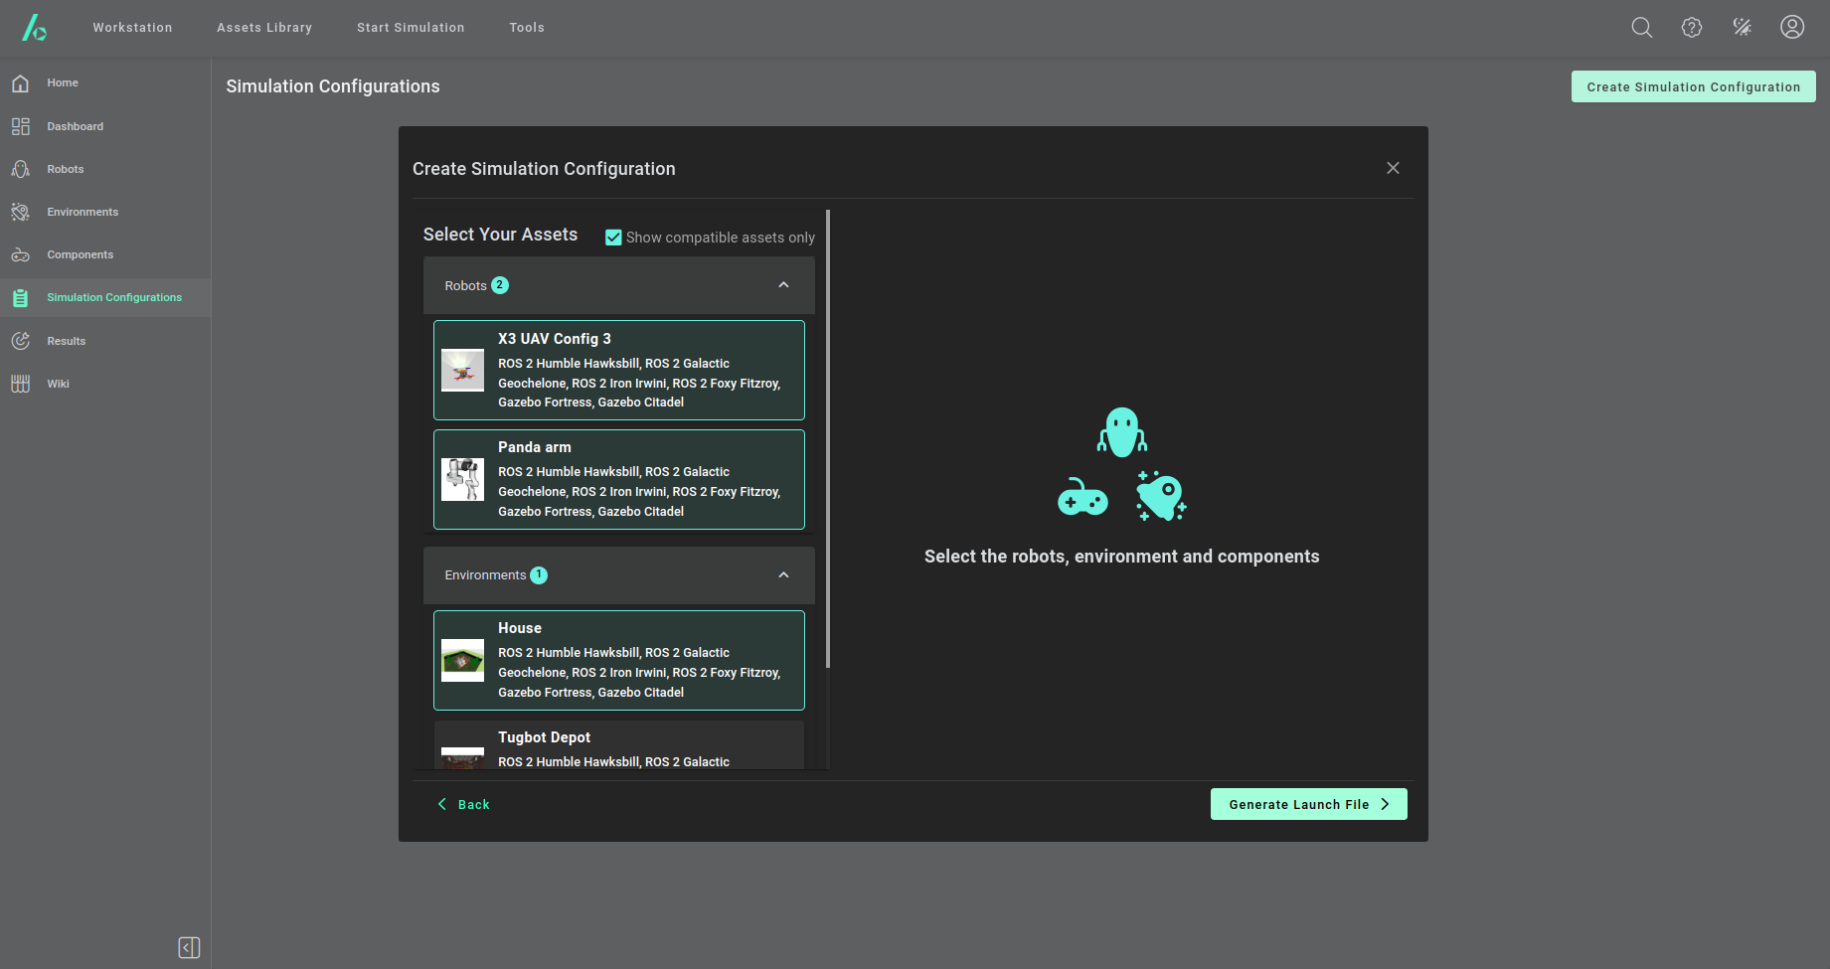 Workstation
Assets Library
Start Simulation
Tools
Home
Dashboard
Robots
Environments
Components
Simulation Configurations
Results
Wiki
Simulation Configurations
Create Simulation Configuration
Create Simulation Configuration
Select Your Assets
Show compatible assets only
Robots 2
X3 UAV Config 3
ROS 2 Humble Hawksbill, ROS 2 Galactic
Geochelone, ROS 2 Iron Irwini, ROS 2 Foxy Fitzroy,
Gazebo Fortress, Gazebo Citadel
Panda arm
ROS 2 Humble Hawksbill, ROS 2 Galactic
Geochelone, ROS 2 Iron Irwini, ROS 2 Foxy Fitzroy,
Gazebo Fortress, Gazebo Citadel
Environments 1
House
ROS 2 Humble Hawksbill, ROS 2 Galactic
Geochelone, ROS 2 Iron Irwini, ROS 2 Foxy Fitzroy,
Gazebo Fortress, Gazebo Citadel
Tugbot Depot
ROS 2 Humble Hawksbill, ROS 2 Galactic
Select the robots, environment and components
Back
Generate Launch File